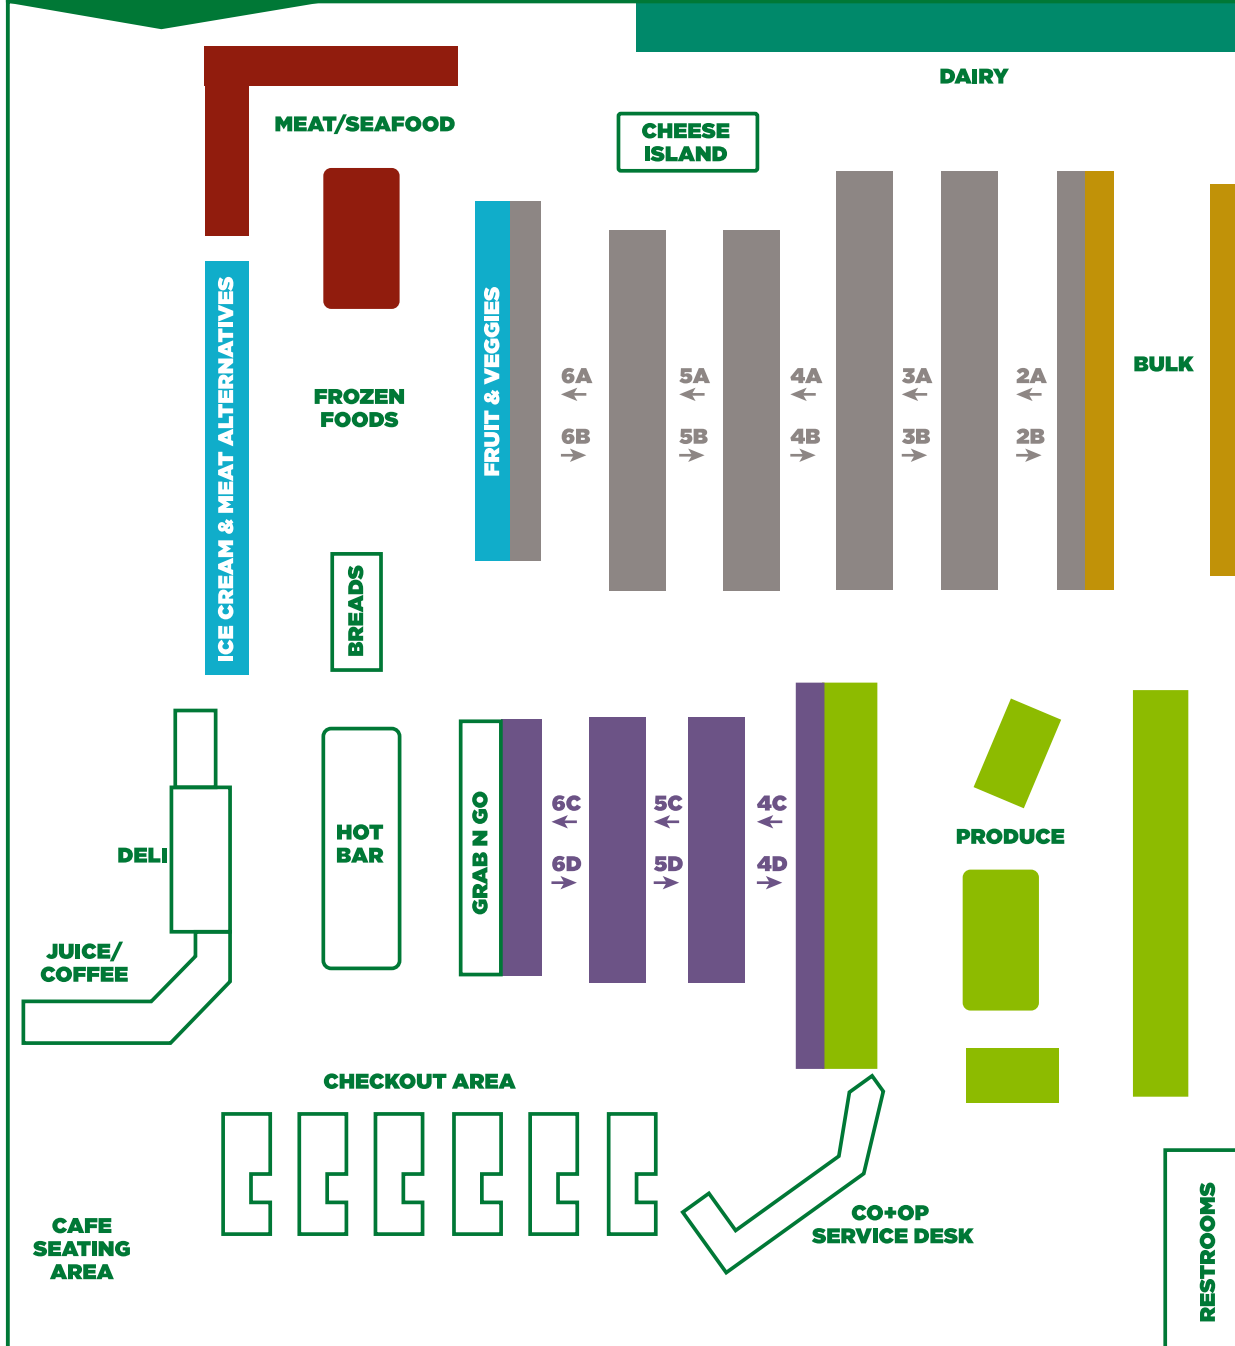 DAIRY
MEAT/SEAFOOD
CHEESE
ISLAND
ICE CREAM & MEAT ALTERNATIVES
FROZEN
FOODS
FRUIT & VEGGIES
6A
5A
4A
3A
2A
6B
5B
4B
3B
2B
BULK
BREADS
DELI
HOT
BAR
GRAB N GO
6C
5C
4C
6D
5D
4D
PRODUCE
JUICE/
COFFEE
CHECKOUT AREA
CAFE
SEATING
AREA
CO+OP
SERVICE DESK
RESTROOMS